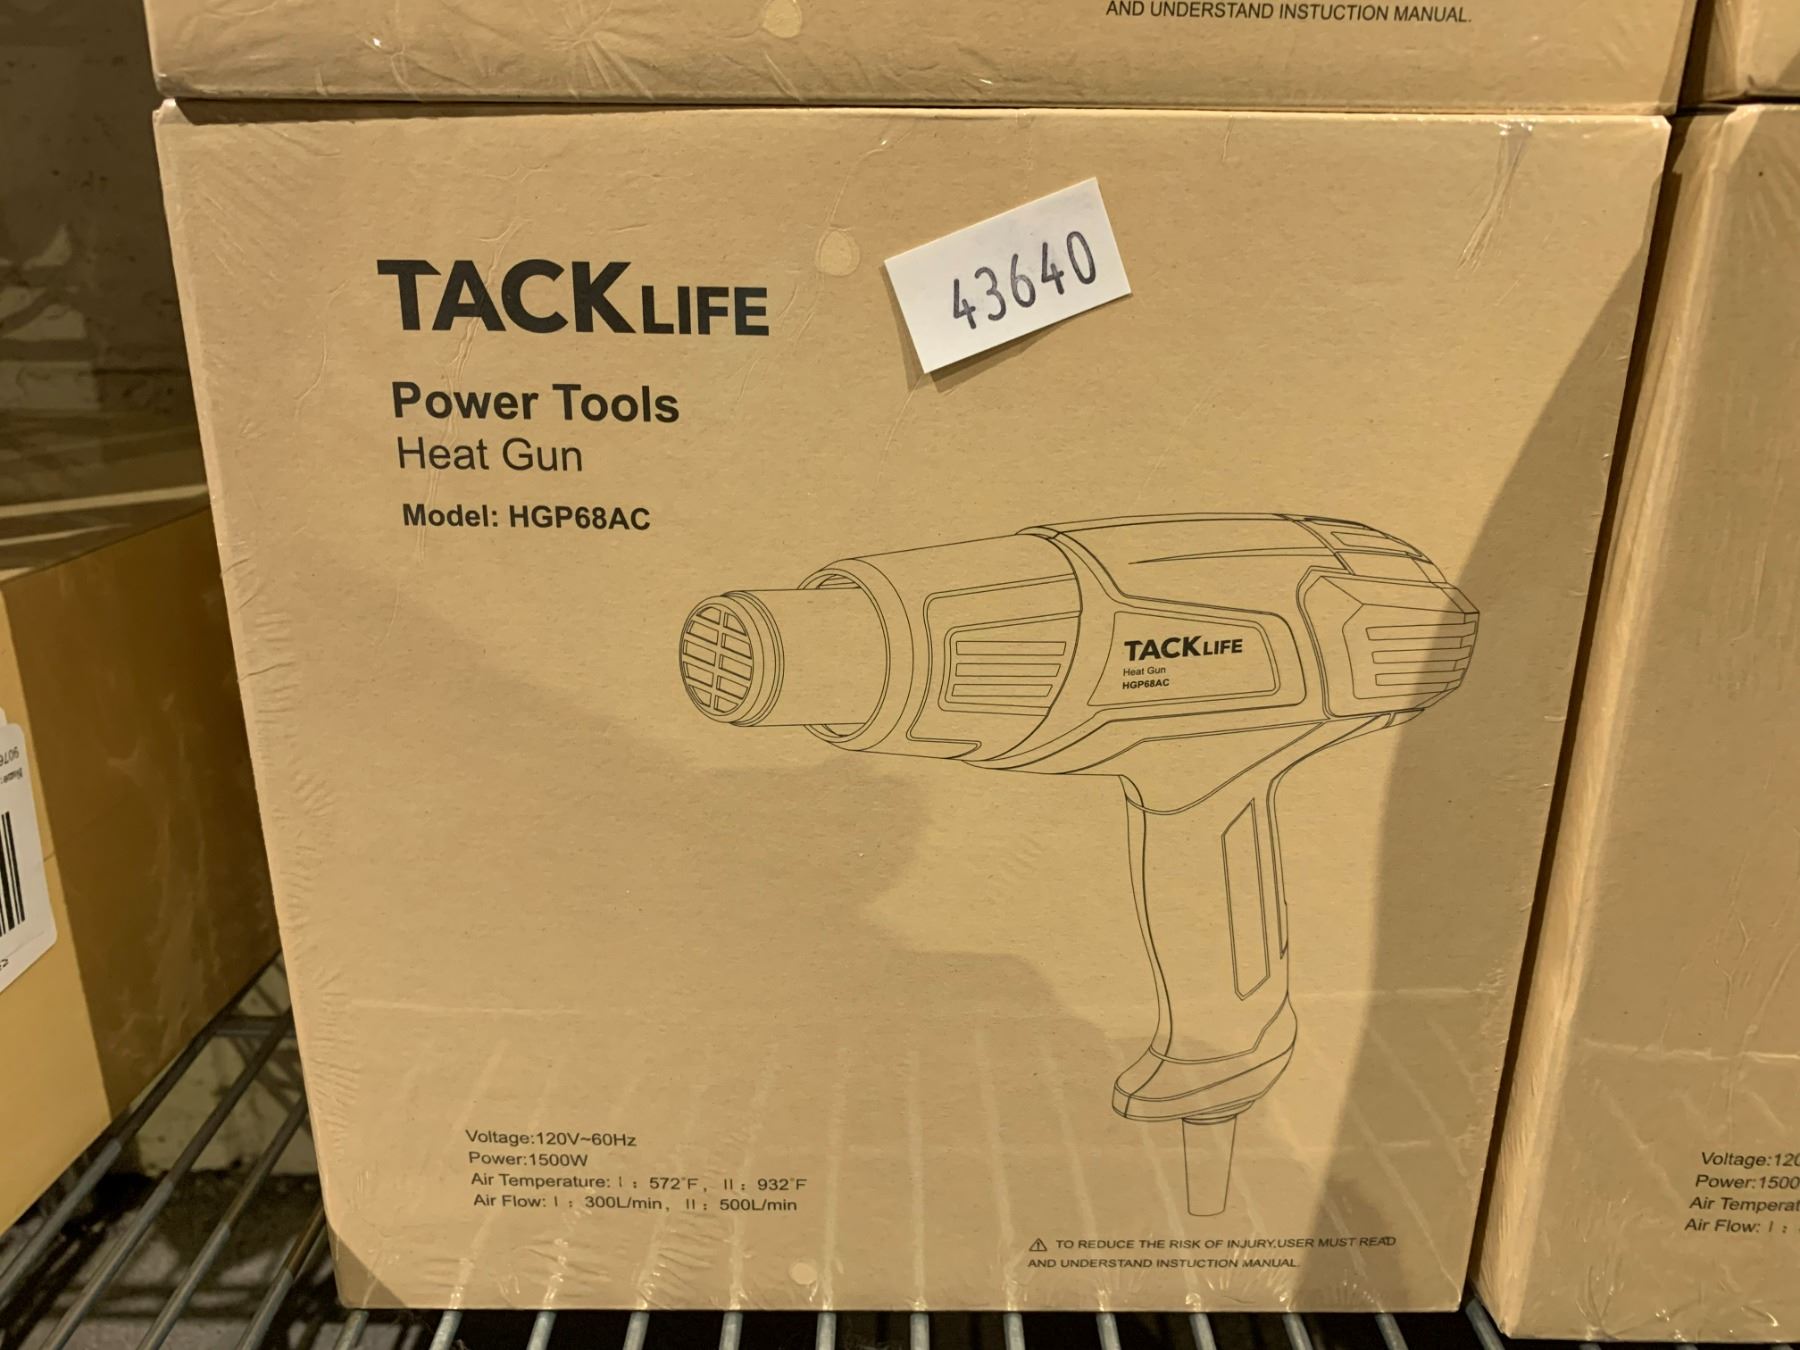 AND UNDERSTAND INSTUCTION MANUAL.
43640
TACKLIFE
Power Tools
Heat Gun
Model: HGP68AC
TACKLIFE
Heat Gun
HGP68AC
Voltage:120V~60Hz
Power:1500W
Air Temperature: I : 572°F, II : 932°F
Air Flow: I : 300L/min, II : 500L/min
⚠ TO REDUCE THE RISK OF INJURY,USER MUST READ
AND UNDERSTAND INSTUCTION MANUAL.
Voltage:120
Power:1500
Air Temperat
Air Flow: I :